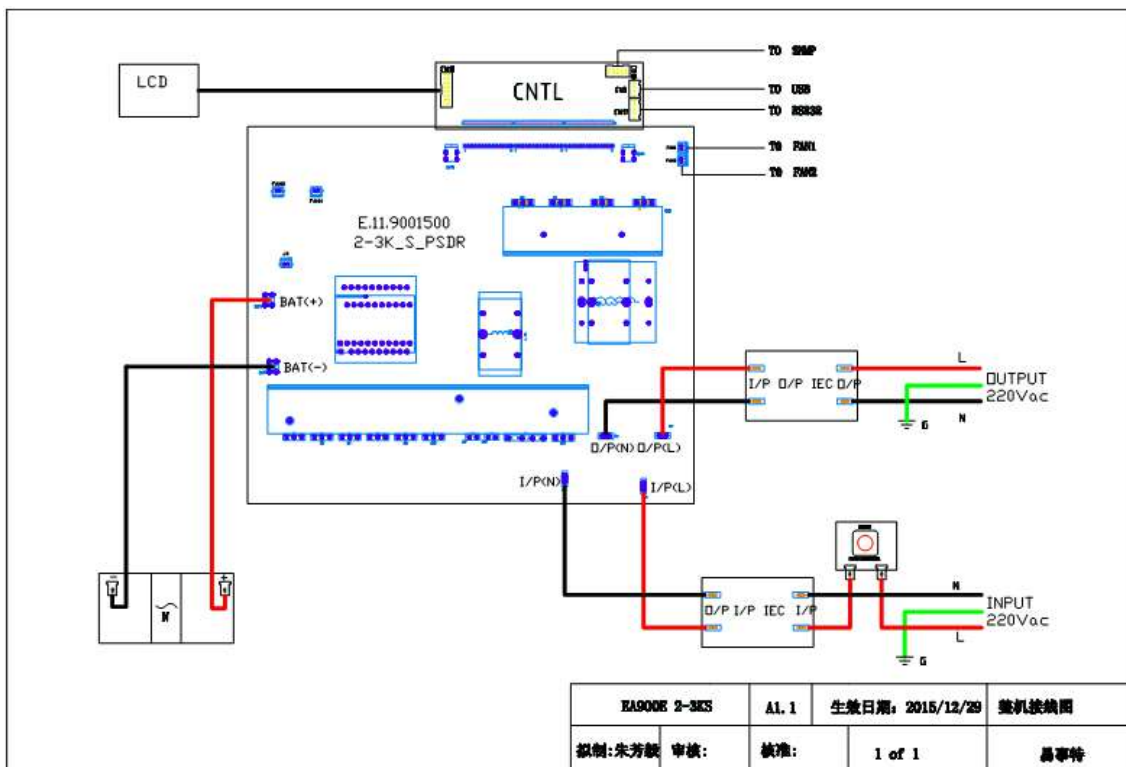 TO SNMP
LCD
CNTL
TO USB
TO RS232
TO FAN1
TO FAN2
E.11.9001500
2-3K_S_PSDR
BAT(+)
BAT(-)
I/P O/P IEC O/P
L
OUTPUT
220Vac
N
G
O/P(N) O/P(L)
I/P(N)
I/P(L)
-
+
N
O/P I/P IEC I/P
N
INPUT
220Vac
L
G
EA900E 2-3KS
A1.1
生效日期: 2015/12/29
整机接线图
拟制:朱芳毅
审核:
核准:
1 of 1
易事特